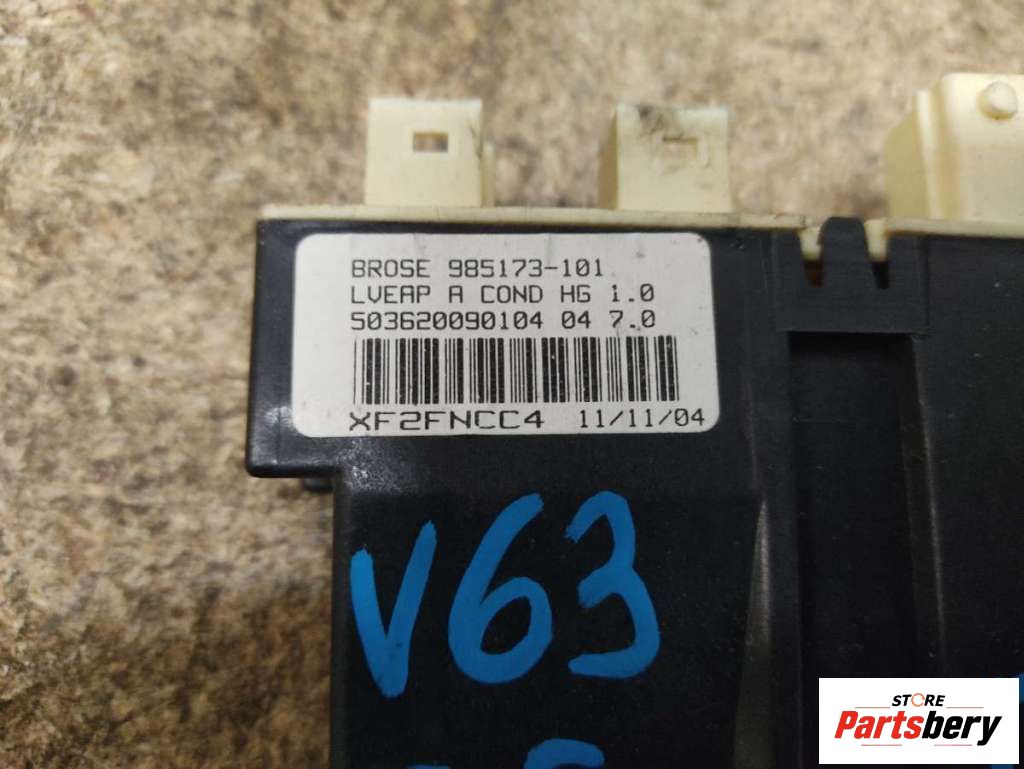 BROSE 985173-101
LVEAP A COND HG 1.0
503620090104 04 7.0
XF2FNCC4 11/11/04
V63
STORE
Partsbery